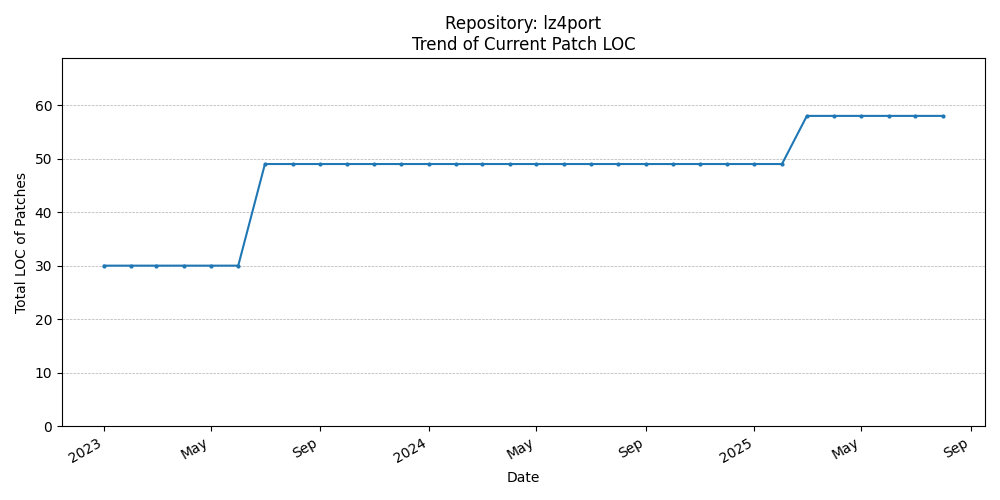 Repository: lz4port
Trend of Current Patch LOC
Total LOC of Patches
60
50
40
30
20
10
0
2023
May
Sep
2024
May
Sep
2025
May
Sep
Date